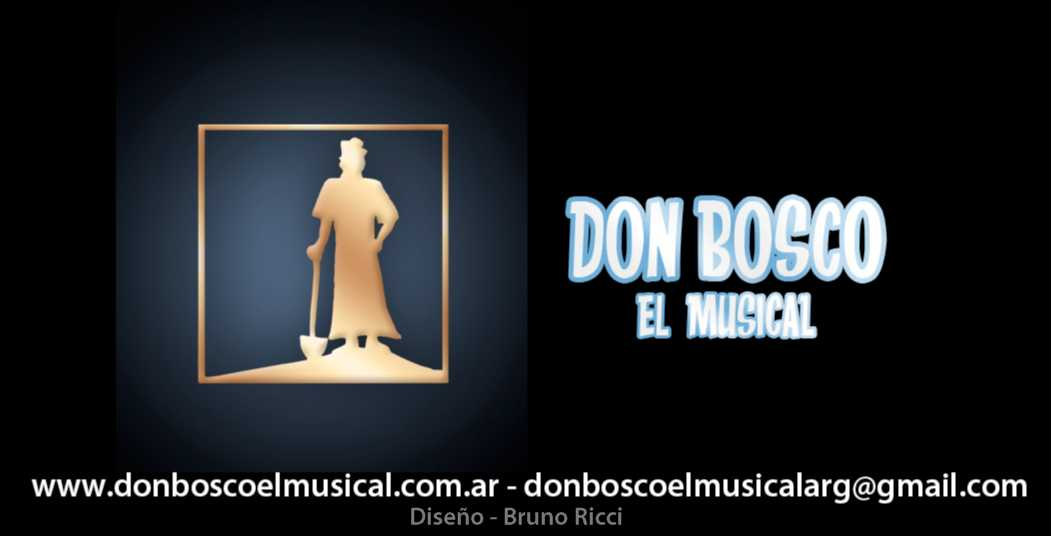 DON BOSCO
EL MUSICAL
www.donboscoelmusical.com.ar - donboscoelmusicalarg@gmail.com
Diseño - Bruno Ricci